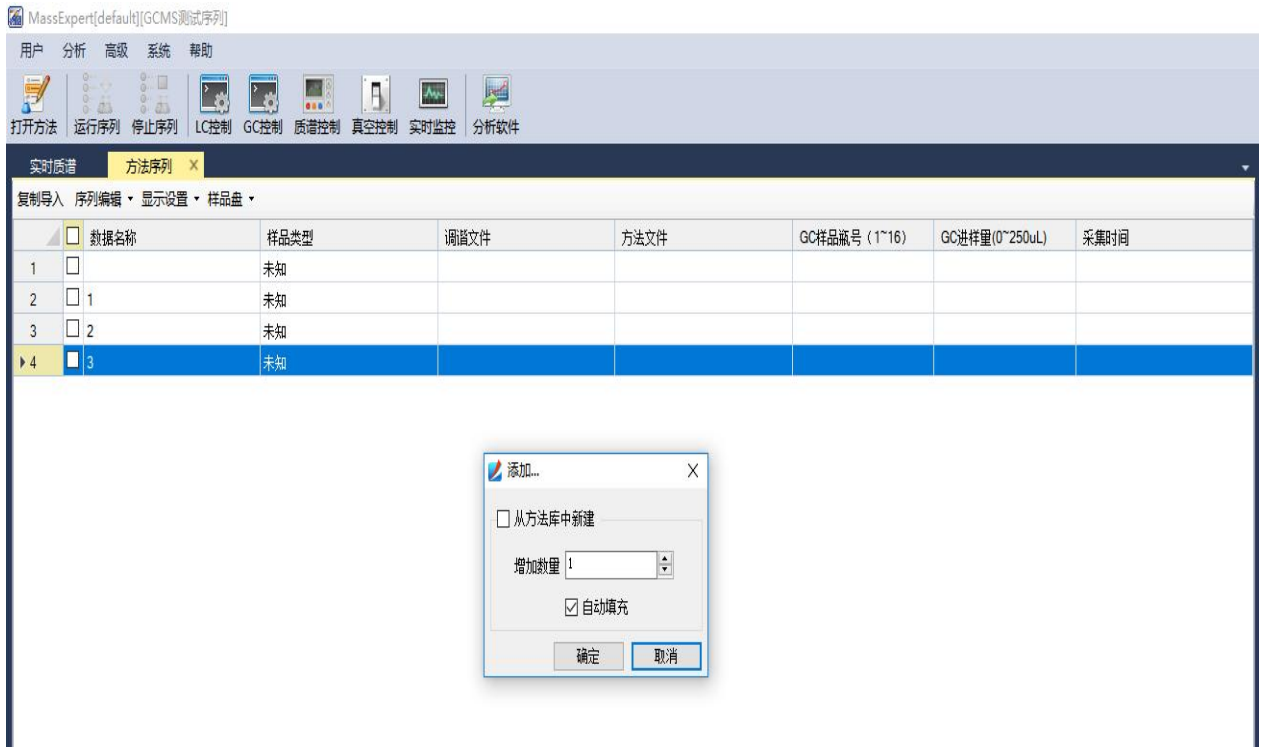 MassExpert[default][GCMS测试序列]
用户 分析 高级 系统 帮助
打开方法 运行序列 停止序列 LC控制 GC控制 质谱控制 真空控制 实时监控 分析软件
实时质谱 方法序列 X
复制导入 序列编辑 显示设置 样品盘
数据名称 样品类型 调谐文件 方法文件 GC样品瓶号（1~16） GC进样量(0~250uL) 采集时间
1 未知
2 1 未知
3 2 未知
4 3 未知
添加...
从方法库中新建
增加数量 1
自动填充
确定 取消